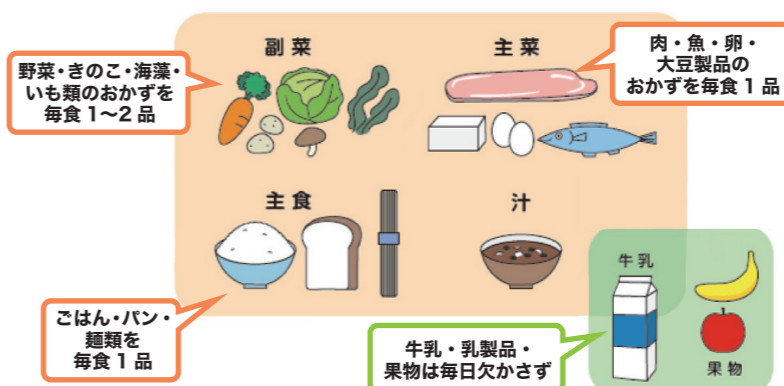 副菜
主菜
野菜・きのこ・海藻・
いも類のおかずを
毎食 1〜2 品
肉・魚・卵・
大豆製品の
おかずを毎食 1 品
主食
汁
ごはん・パン・
麺類を
毎食 1 品
牛乳
果物
牛乳・乳製品・
果物は毎日欠かさず